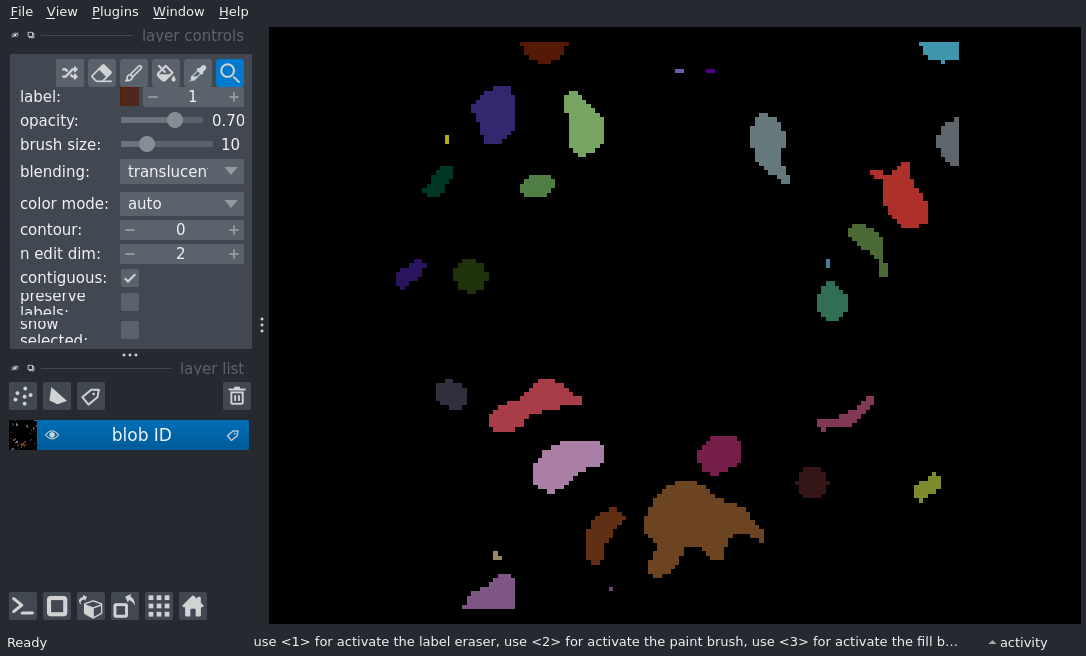 File View Plugins Window Help
layer controls
label: 1
opacity: 0.70
brush size: 10
blending: translucen
color mode: auto
contour: 0
n edit dim: 2
contiguous:
preserve
labels:
show
selected:
layer list
blob ID
Ready
use <1> for activate the label eraser, use <2> for activate the paint brush, use <3> for activate the fill b...
activity